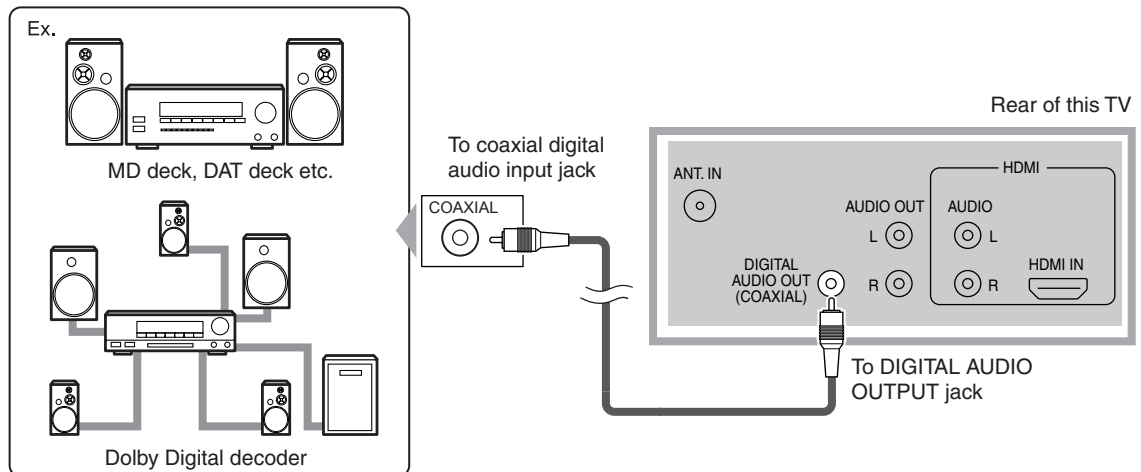 Ex.
MD deck, DAT deck etc.
Dolby Digital decoder
To coaxial digital
audio input jack
COAXIAL
Rear of this TV
ANT. IN
AUDIO OUT
L
R
DIGITAL
AUDIO OUT
(COAXIAL)
HDMI
AUDIO
L
R
HDMI IN
To DIGITAL AUDIO
OUTPUT jack